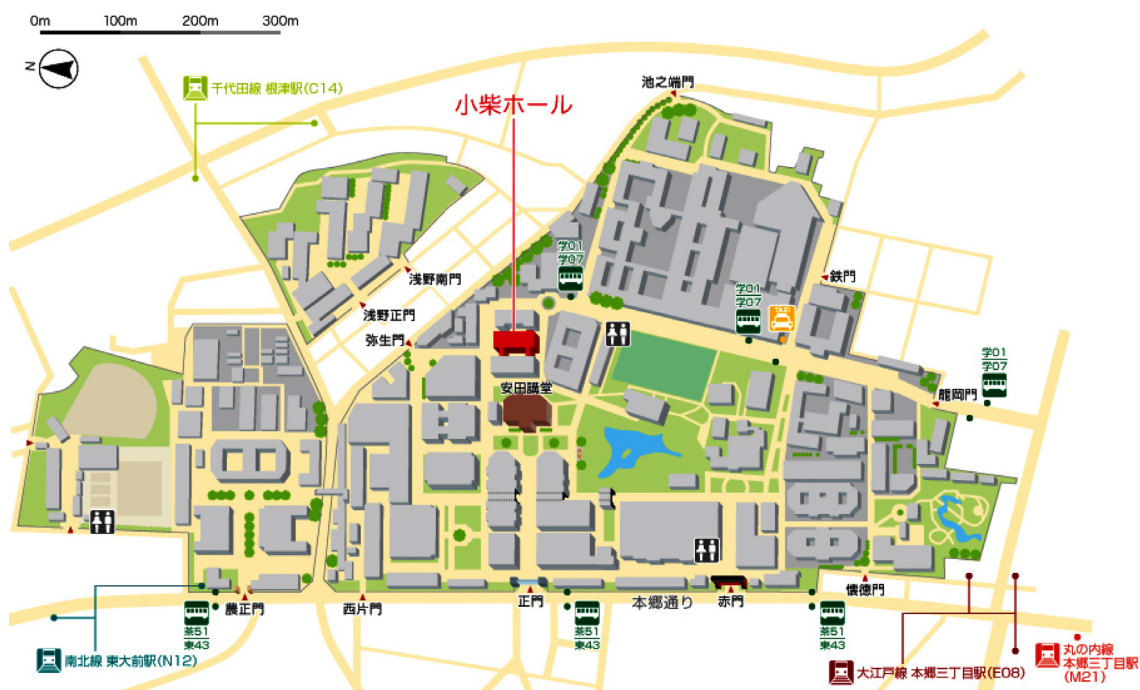 0m 100m 200m 300m
N
千代田線 根津駅(C14)
池之端門
小柴ホール
学01
学07
鉄門
浅野南門
学01
学07
TAXI
浅野正門
弥生門
学01
学07
安田講堂
龍岡門
懐徳門
農正門
西片門
正門
本郷通り
赤門
茶51
東43
茶51
東43
茶51
東43
南北線 東大前駅(N12)
大江戸線 本郷三丁目駅(E08)
丸の内線
本郷三丁目駅
(M21)